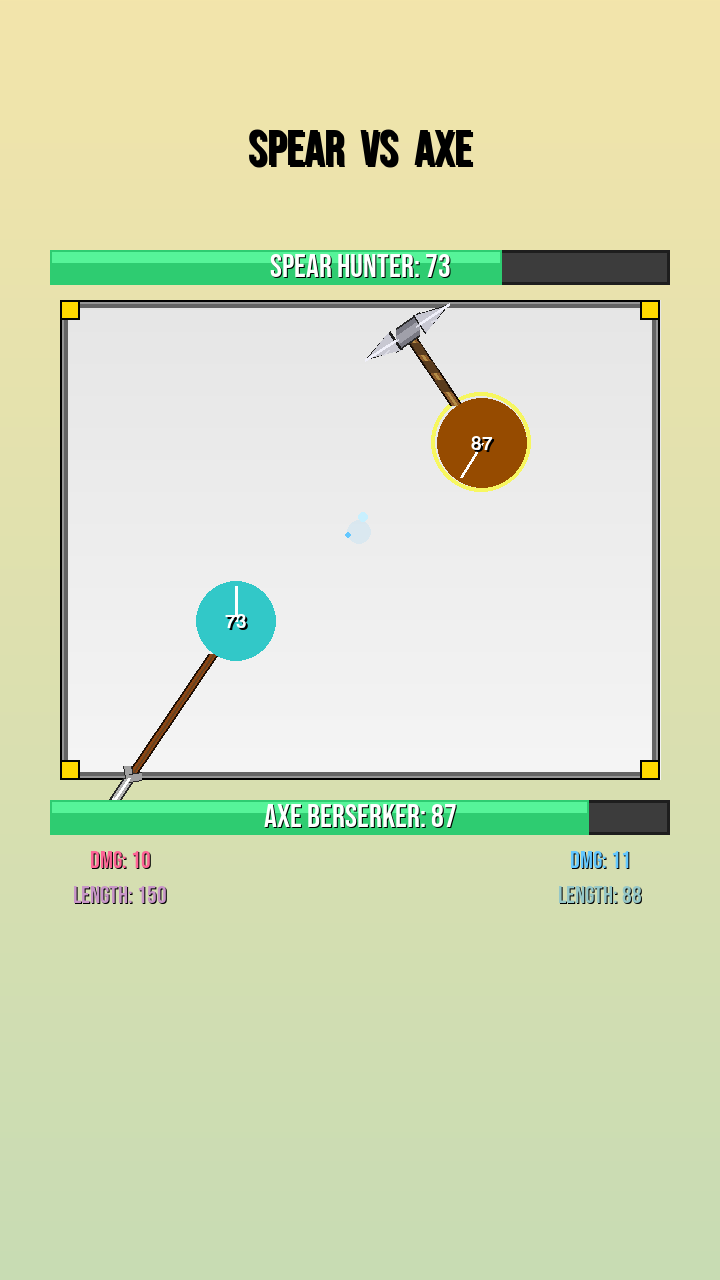 SPEAR VS AXE
SPEAR HUNTER: 73
87
73
AXE BERSERKER: 87
DMG: 10
DMG: 11
LENGTH: 150
LENGTH: 88